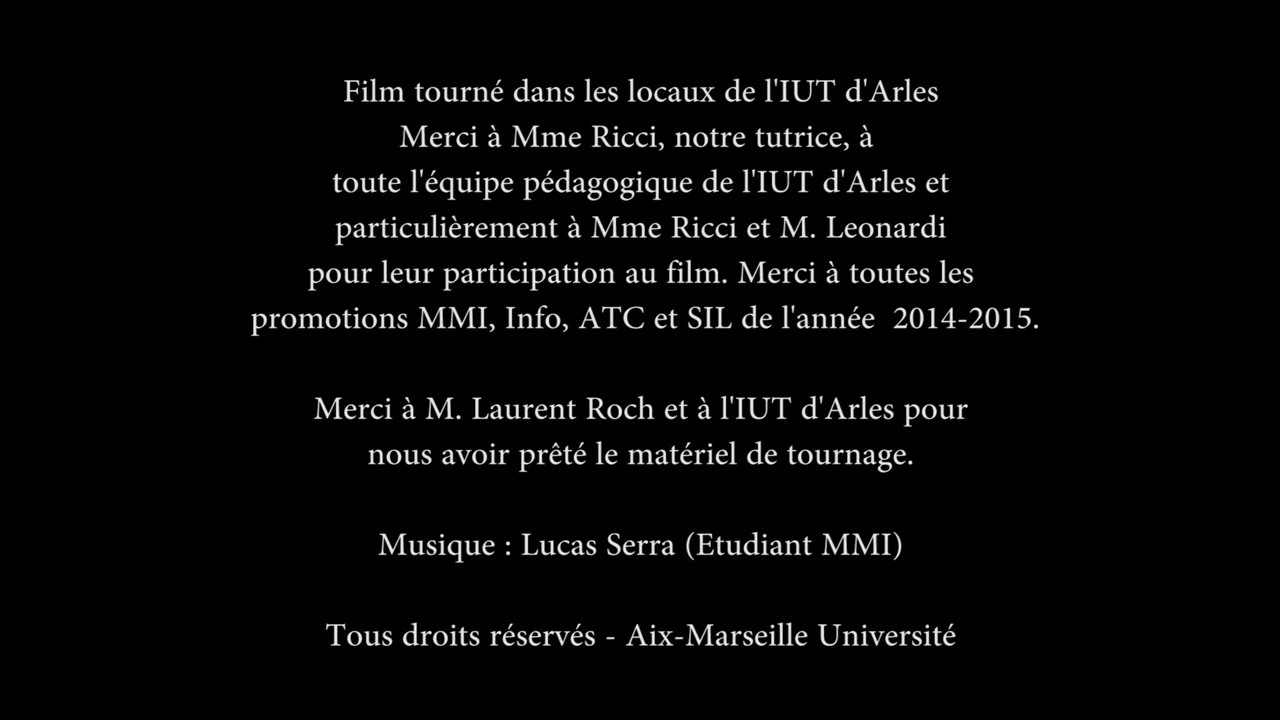 Film tourné dans les locaux de l'IUT d'Arles
Merci à Mme Ricci, notre tutrice, à
toute l'équipe pédagogique de l'IUT d'Arles et
particulièrement à Mme Ricci et M. Leonardi
pour leur participation au film. Merci à toutes les
promotions MMI, Info, ATC et SIL de l'année  2014-2015.
Merci à M. Laurent Roch et à l'IUT d'Arles pour
nous avoir prêté le matériel de tournage.
Musique : Lucas Serra (Etudiant MMI)
Tous droits réservés - Aix-Marseille Université